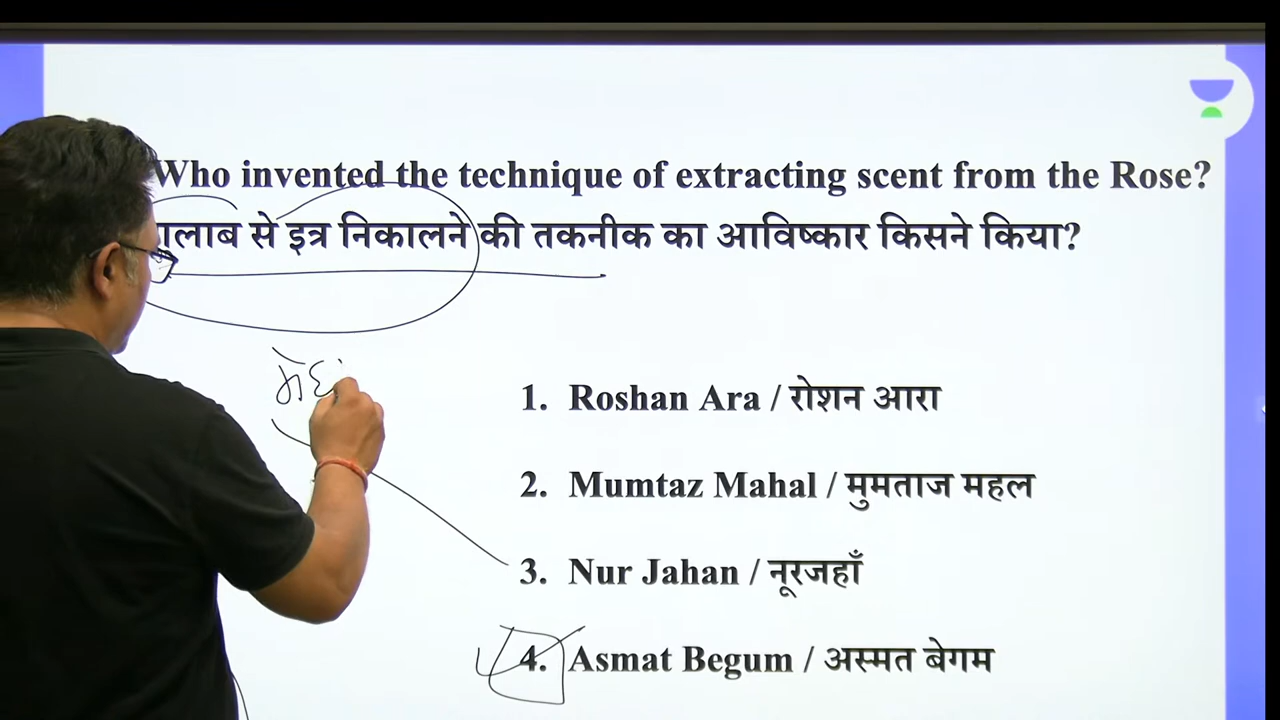 Who invented the technique of extracting scent from the Rose?
से इत्र निकालने की तकनीक का आविष्कार किसने किया?
1. Roshan Ara / रोशन आरा
2. Mumtaz Mahal / मुमताज महल
3. Nur Jahan / नूरजहाँ
4. Asmat Begum / अस्मत बेगम